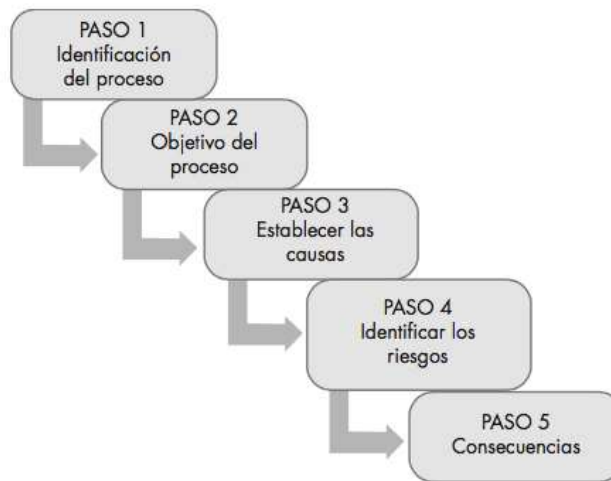 PASO 1
Identificación
del proceso
PASO 2
Objetivo del
proceso
PASO 3
Establecer las
causas
PASO 4
Identificar los
riesgos
PASO 5
Consecuencias